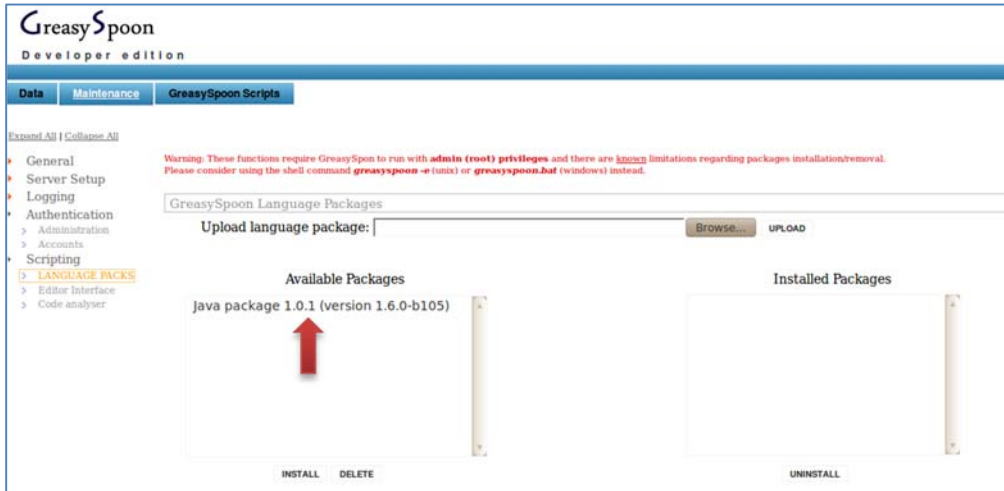 GreasySpoon
Developer edition
Data Maintenance GreasySpoon Scripts
Expand All | Collapse All
General
Server Setup
Logging
Authentication
Administration
Accounts
Scripting
LANGUAGE PACKS
Editor Interface
Code analyser
Warning: These functions require GreasySpon to run with admin (root) privileges and there are known limitations regarding packages installation/removal.
Please consider using the shell command greasyspoon -e (unix) or greasyspoon.bat (windows) instead.
GreasySpoon Language Packages
Upload language package: Browse... UPLOAD
Available Packages
Java package 1.0.1 (version 1.6.0-b105)
INSTALL DELETE
Installed Packages
UNINSTALL